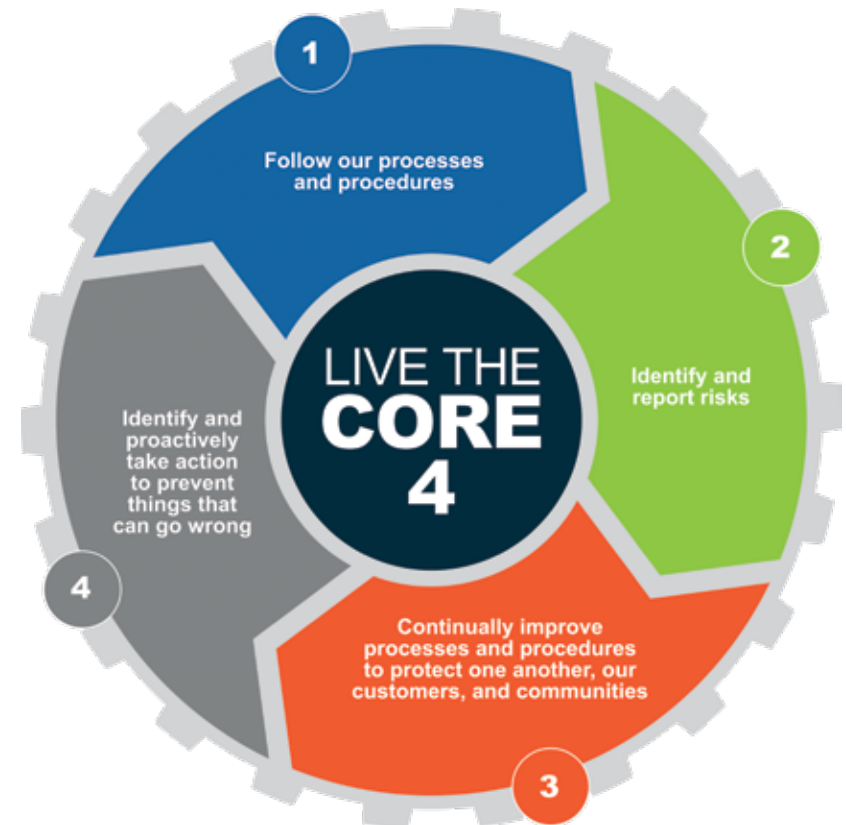 1
Follow our processes
and procedures
2
Identify and
report risks
LIVE THE
CORE
4
Identify and
proactively
take action
to prevent
things that
can go wrong
4
Continually improve
processes and procedures
to protect one another, our
customers, and communities
3